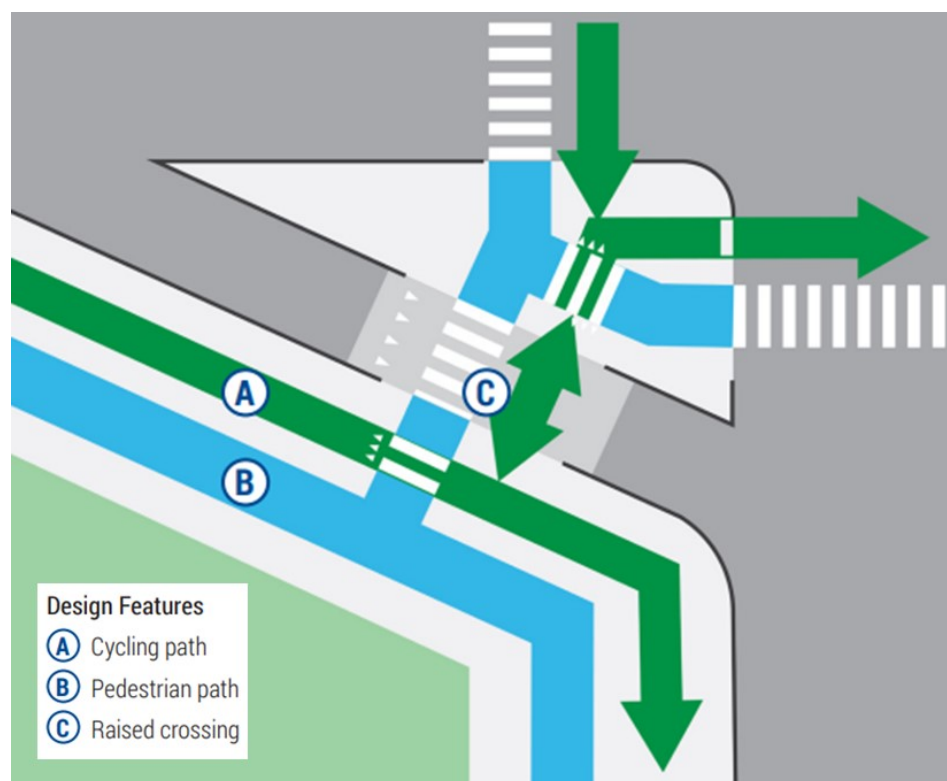 A
B
C
Design Features
A Cycling path
B Pedestrian path
C Raised crossing